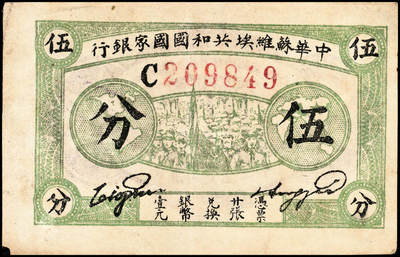 行銀家國國和共埃維蘇華中
伍 伍
C209849
分 伍
憑票
廿張
兌換
銀幣
壹元
分 分